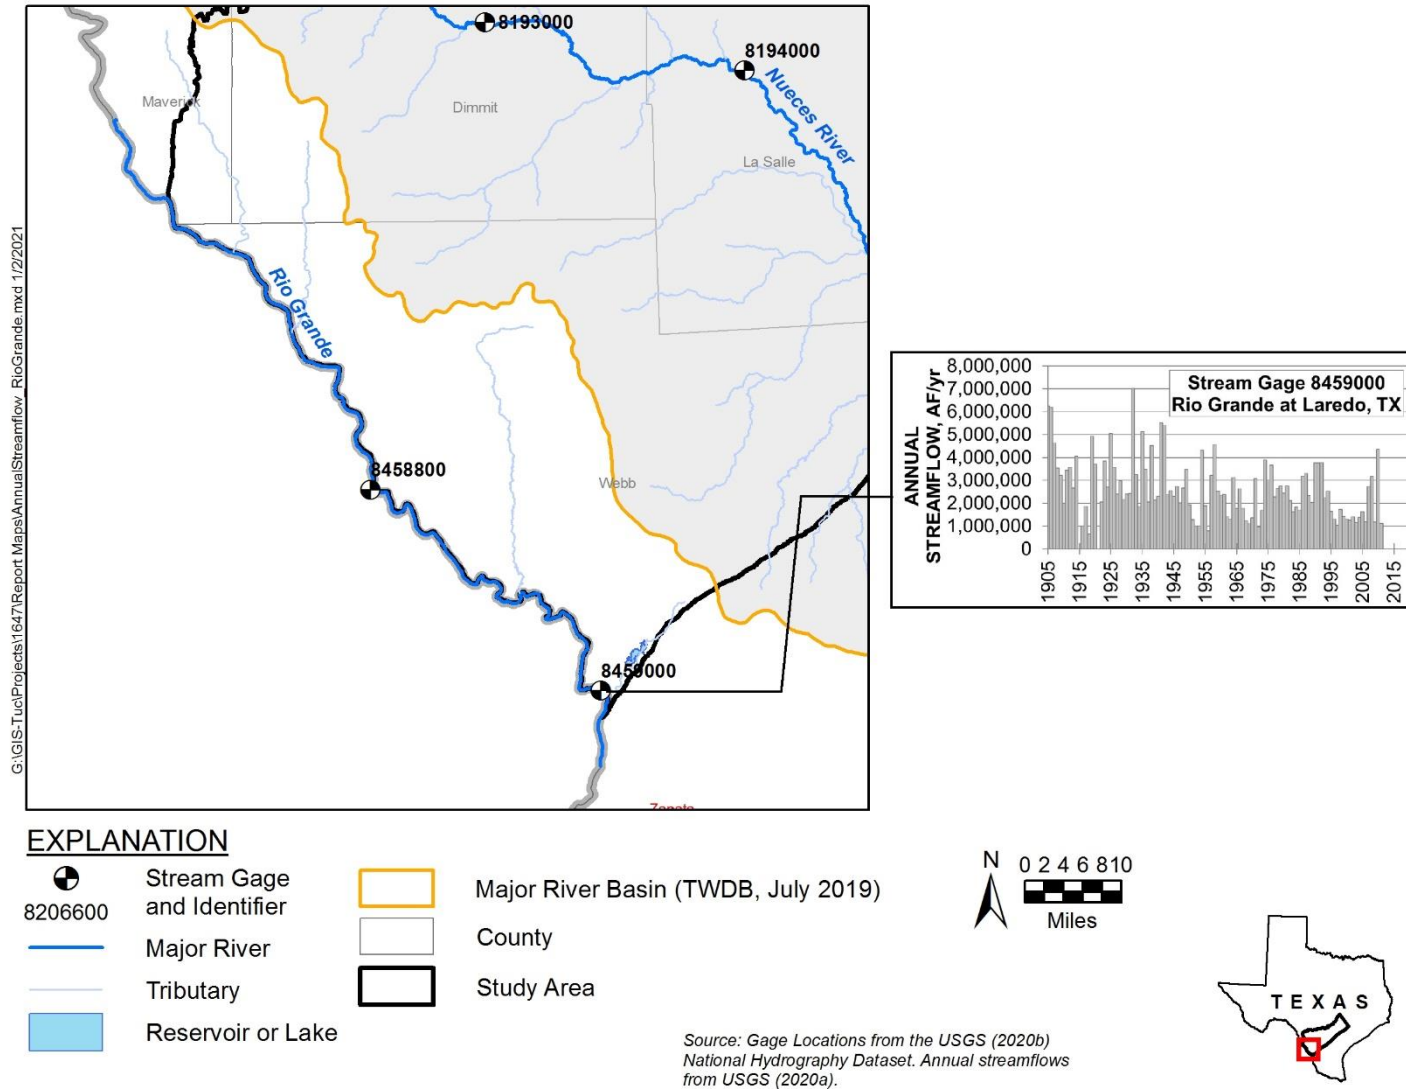 G:\GIS-Tuc\Projects\1647\Report Maps\AnnualStreamflow_RioGrande.mxd 1/2/2021
8193000
8194000
Nueces River
Maverick
Dimmit
La Salle
Rio Grande
8458800
Webb
8459000
ANNUAL
STREAMFLOW, AF/yr
8,000,000
7,000,000
6,000,000
5,000,000
4,000,000
3,000,000
2,000,000
1,000,000
0
Stream Gage 8459000
Rio Grande at Laredo, TX
1905 1915 1925 1935 1945 1955 1965 1975 1985 1995 2005 2015
EXPLANATION
Stream Gage
and Identifier
8206600
Major River
Tributary
Reservoir or Lake
Major River Basin (TWDB, July 2019)
County
Study Area
N
0 2 4 6 8 10
Miles
TEXAS
Source: Gage Locations from the USGS (2020b)
National Hydrography Dataset. Annual streamflows
from USGS (2020a).